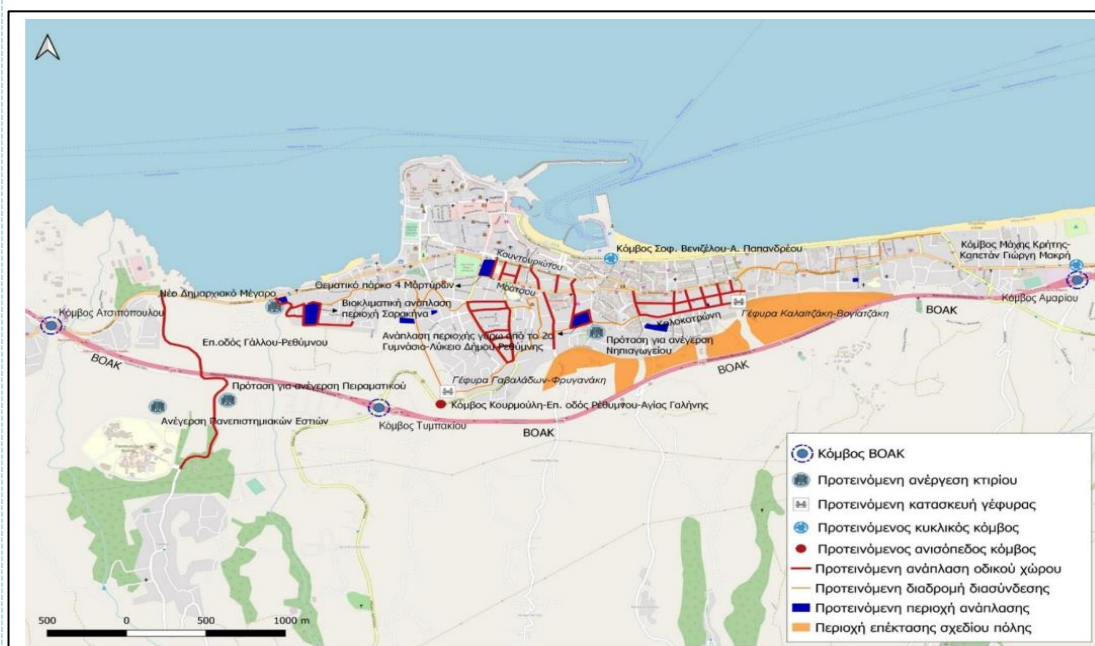 Κόμβος Σοφ. Βενιζέλου-Α. Παπανδρέου
Κόμβος Μάχης Κρήτης-
Καπετάν Γιώργη Μακρή
Κουντουριώτου
Θεματικό πάρκο 4 Μαρτύρων
Μοάτσου
Νέο Δημαρχιακό Μέγαρο
Βιοκλιματική ανάπλαση
περιοχή Σαρακήνα
Κόμβος Αμαρίου
Κόμβος Ατσιπόπουλου
Κολοκοτρώνη
Γέφυρα Καλαϊτζάκη-Βογιατζάκη
ΒΟΑΚ
Ανάπλαση περιοχής γύρω από το 2ο
Γυμνάσιο-Λύκειο Δήμου Ρεθύμνης
Πρόταση για ανέγερση
Νηπιαγωγείου
Επ.οδός Γάλλου-Ρεθύμνου
ΒΟΑΚ
ΒΟΑΚ
Γέφυρα Γαβαλάδων-Φρυγανάκη
Πρόταση για ανέγερση Πειραματικού
Κόμβος Κουρμούλη-Επ. οδός Ρέθυμνου-Αγίας Γαλήνης
Ανέγερση Πανεπιστημιακών Εστιών
Κόμβος Τυμπακίου
ΒΟΑΚ
Κόμβος ΒΟΑΚ
Προτεινόμενη ανέργεση κτιρίου
Προτεινόμενη κατασκευή γέφυρας
Προτεινόμενος κυκλικός κόμβος
Προτεινόμενος ανισόπεδος κόμβος
Προτεινόμενη ανάπλαση οδικού χώρου
Προτεινόμενη διαδρομή διασύνδεσης
Προτεινόμενη περιοχή ανάπλασης
Περιοχή επέκτασης σχεδίου πόλης
500 0 500 1000 m